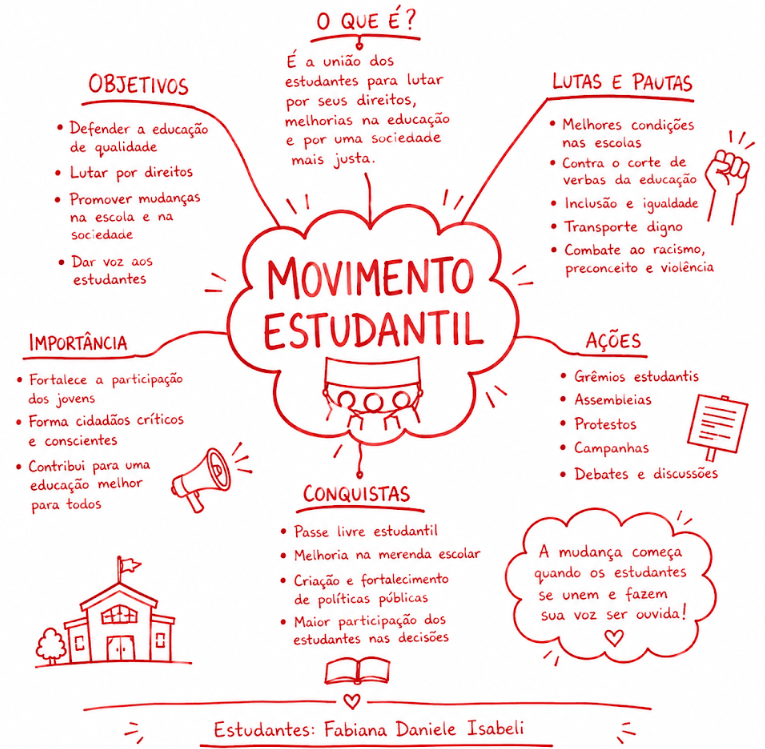 O QUE É?
É a união dos
estudantes para lutar
por seus direitos,
melhorias na educação
e por uma sociedade
mais justa.
OBJETIVOS
• Defender a educação
de qualidade
• Lutar por direitos
• Promover mudanças
na escola e na
sociedade
• Dar voz aos
estudantes
LUTAS E PAUTAS
• Melhores condições
nas escolas
• Contra o corte de
verbas da educação
• Inclusão e igualdade
• Transporte digno
• Combate ao racismo,
preconceito e violência
MOVIMENTO
ESTUDANTIL
IMPORTÂNCIA
• Fortalece a participação
dos jovens
• Forma cidadãos críticos
e conscientes
• Contribui para uma
educação melhor
para todos
AÇÕES
• Grêmios estudantis
• Assembleias
• Protestos
• Campanhas
• Debates e discussões
CONQUISTAS
• Passe livre estudantil
• Melhoria na merenda escolar
• Criação e fortalecimento
de políticas públicas
• Maior participação dos
estudantes nas decisões
A mudança começa
quando os estudantes
se unem e fazem
sua voz ser ouvida!
Estudantes: Fabiana Daniele Isabeli